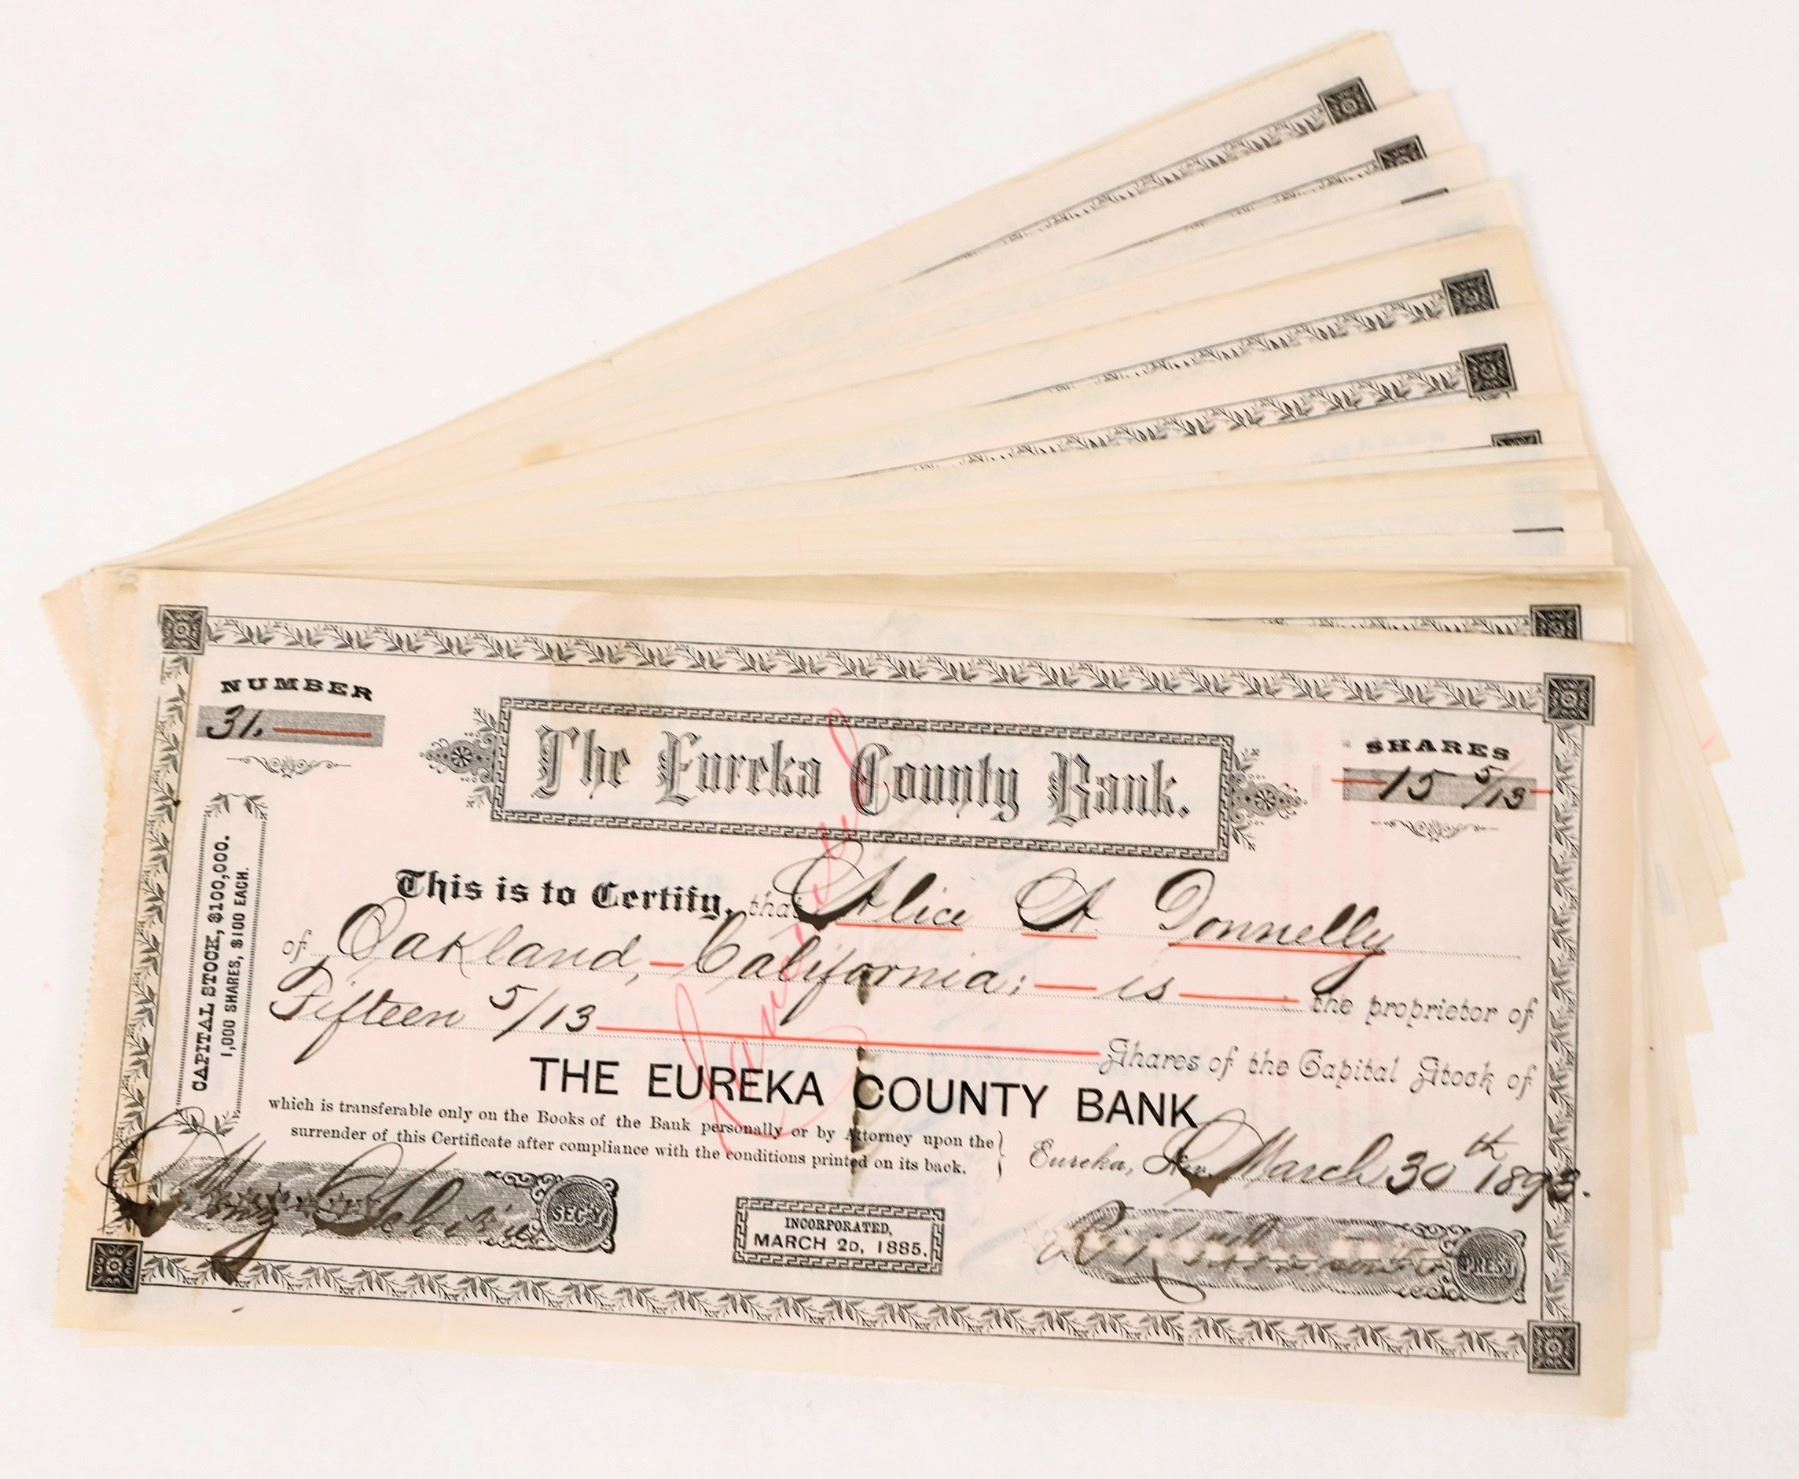 NUMBER
31.
SHARES
15 5/13
The Eureka County Bank.
CAPITAL STOCK, $100,000.
1,000 SHARES, $100 EACH.
This is to Certify, that Alice A Donnelly
of Oakland, California; is the proprietor of
Fifteen 5/13 Shares of the Capital Stock of
THE EUREKA COUNTY BANK
which is transferable only on the Books of the Bank personally or by Attorney upon the
surrender of this Certificate after compliance with the conditions printed on its back.
Eureka, Nev. March 30th 1893.
SEC'Y
INCORPORATED,
MARCH 2D, 1885.
PREST
Cancelled